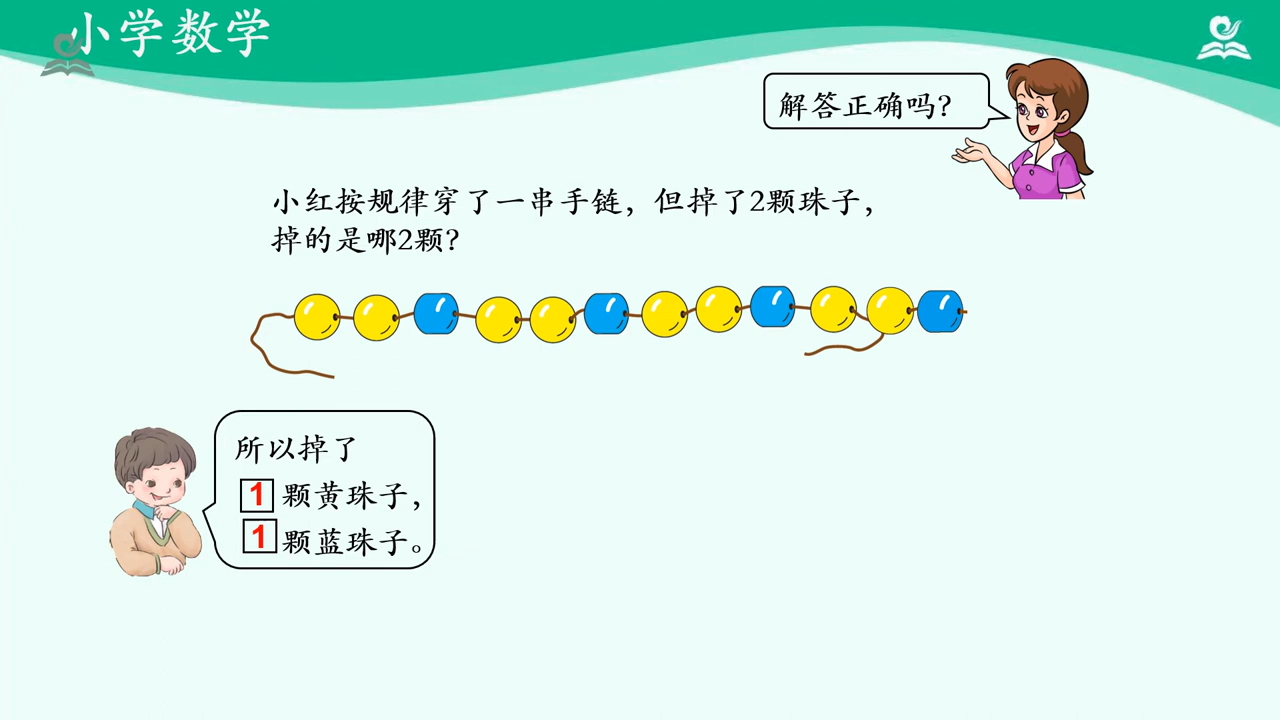 小学数学
解答正确吗?
小红按规律穿了一串手链，但掉了2颗珠子，
掉的是哪2颗?
所以掉了
1颗黄珠子，
1颗蓝珠子。